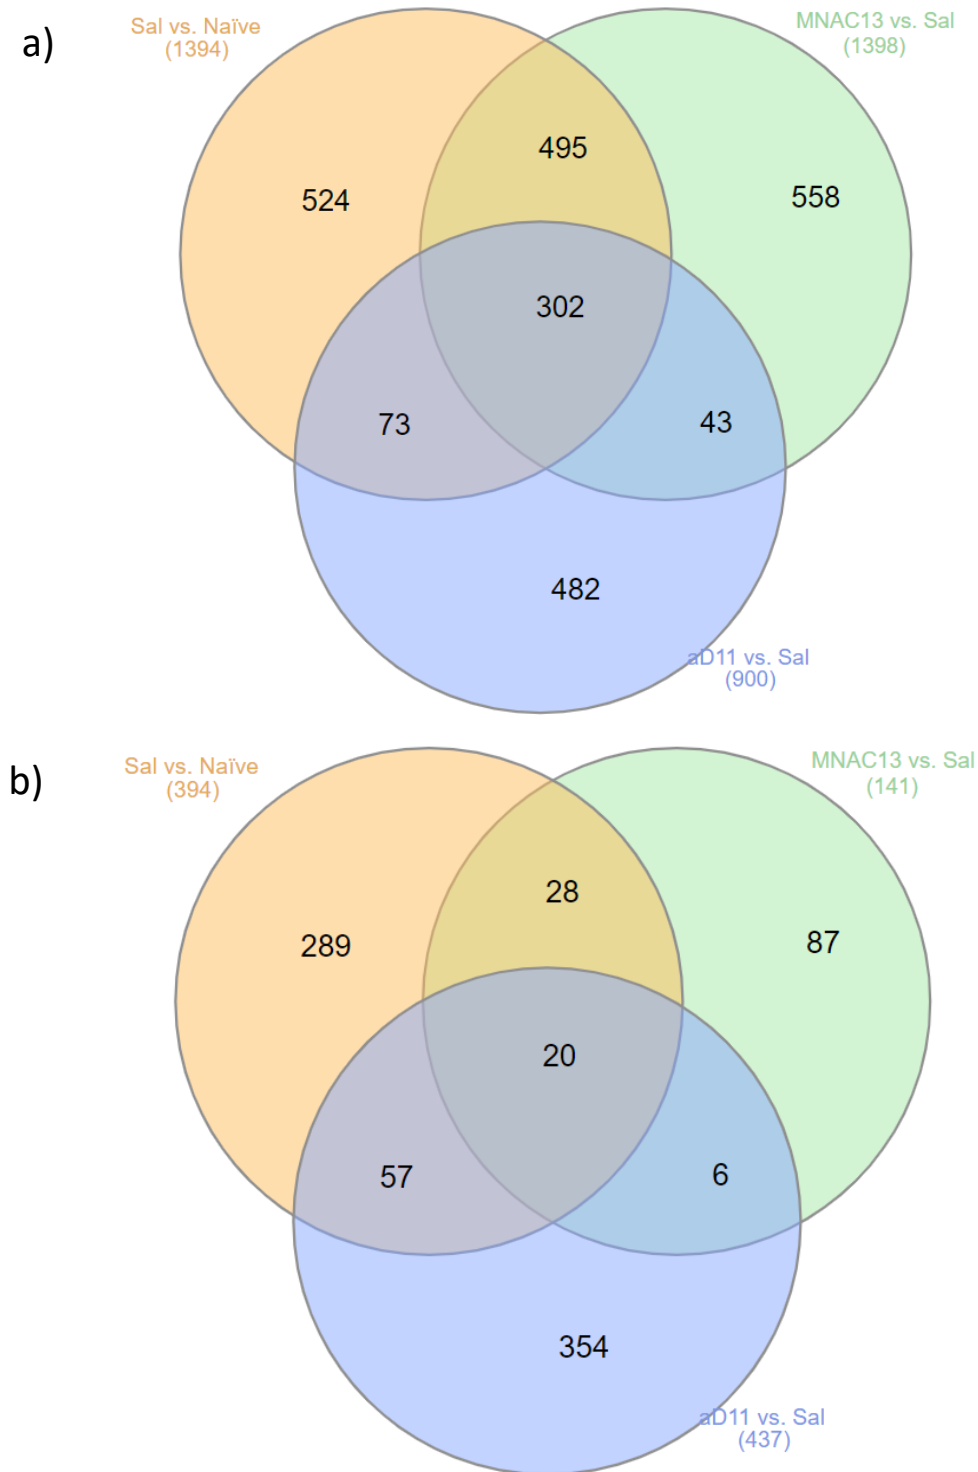 a)
Sal vs. Naïve
(1394)
MNAC13 vs. Sal
(1398)
495
524
558
302
73
43
482
aD11 vs. Sal
(900)
b)
Sal vs. Naïve
(394)
MNAC13 vs. Sal
(141)
28
289
87
20
57
6
354
aD11 vs. Sal
(437)